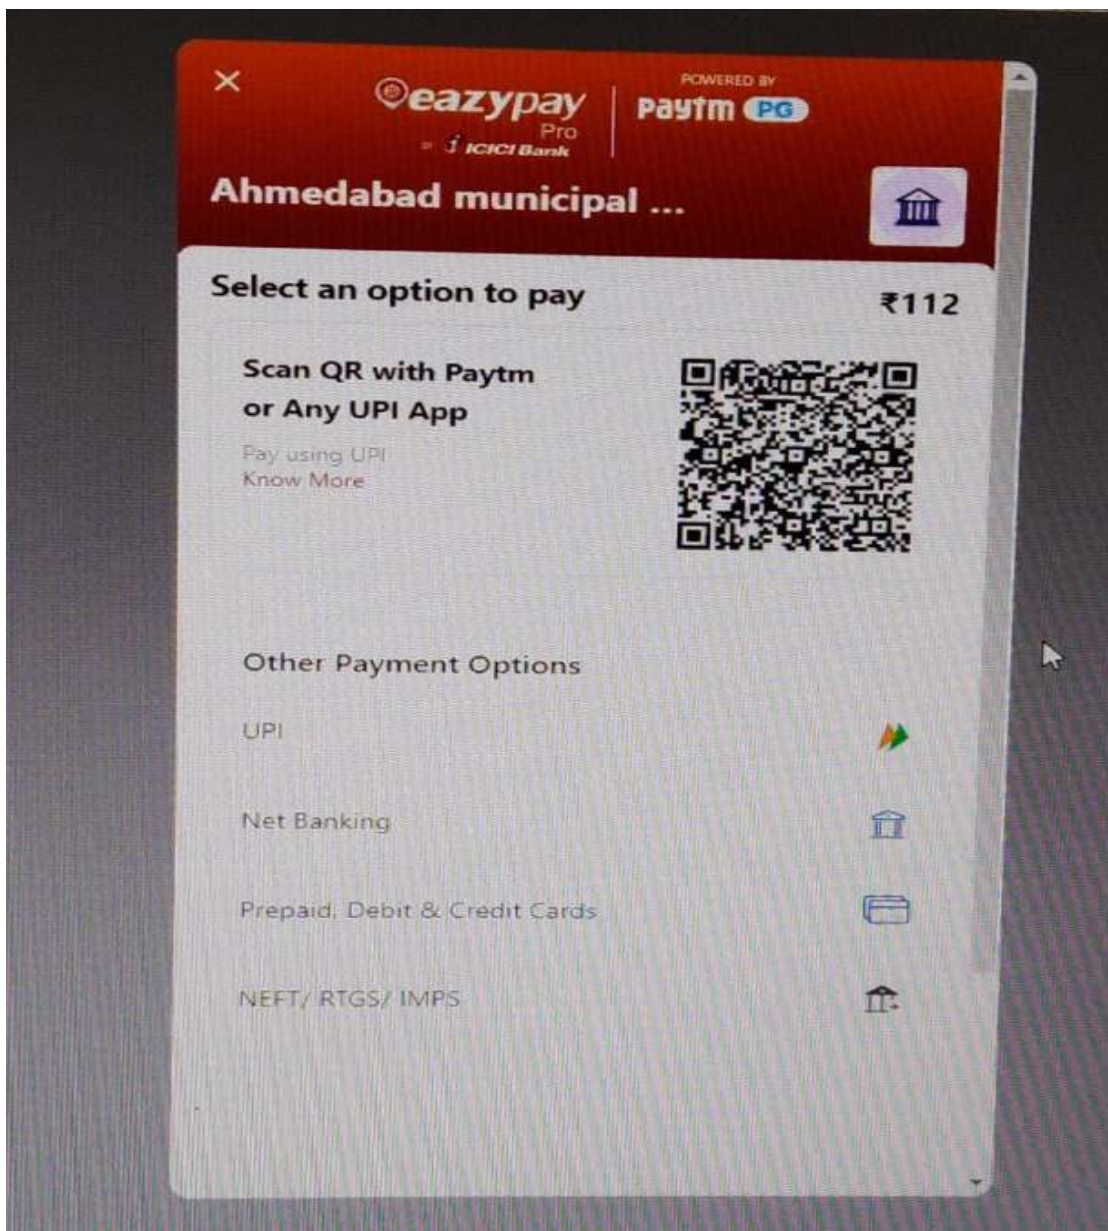 eazypay
Pro
ICICI Bank
POWERED BY
Paytm PG
Ahmedabad municipal ...
Select an option to pay
₹112
Scan QR with Paytm
or Any UPI App
Pay using UPI
Know More
Other Payment Options
UPI
Net Banking
Prepaid, Debit & Credit Cards
NEFT/ RTGS/ IMPS